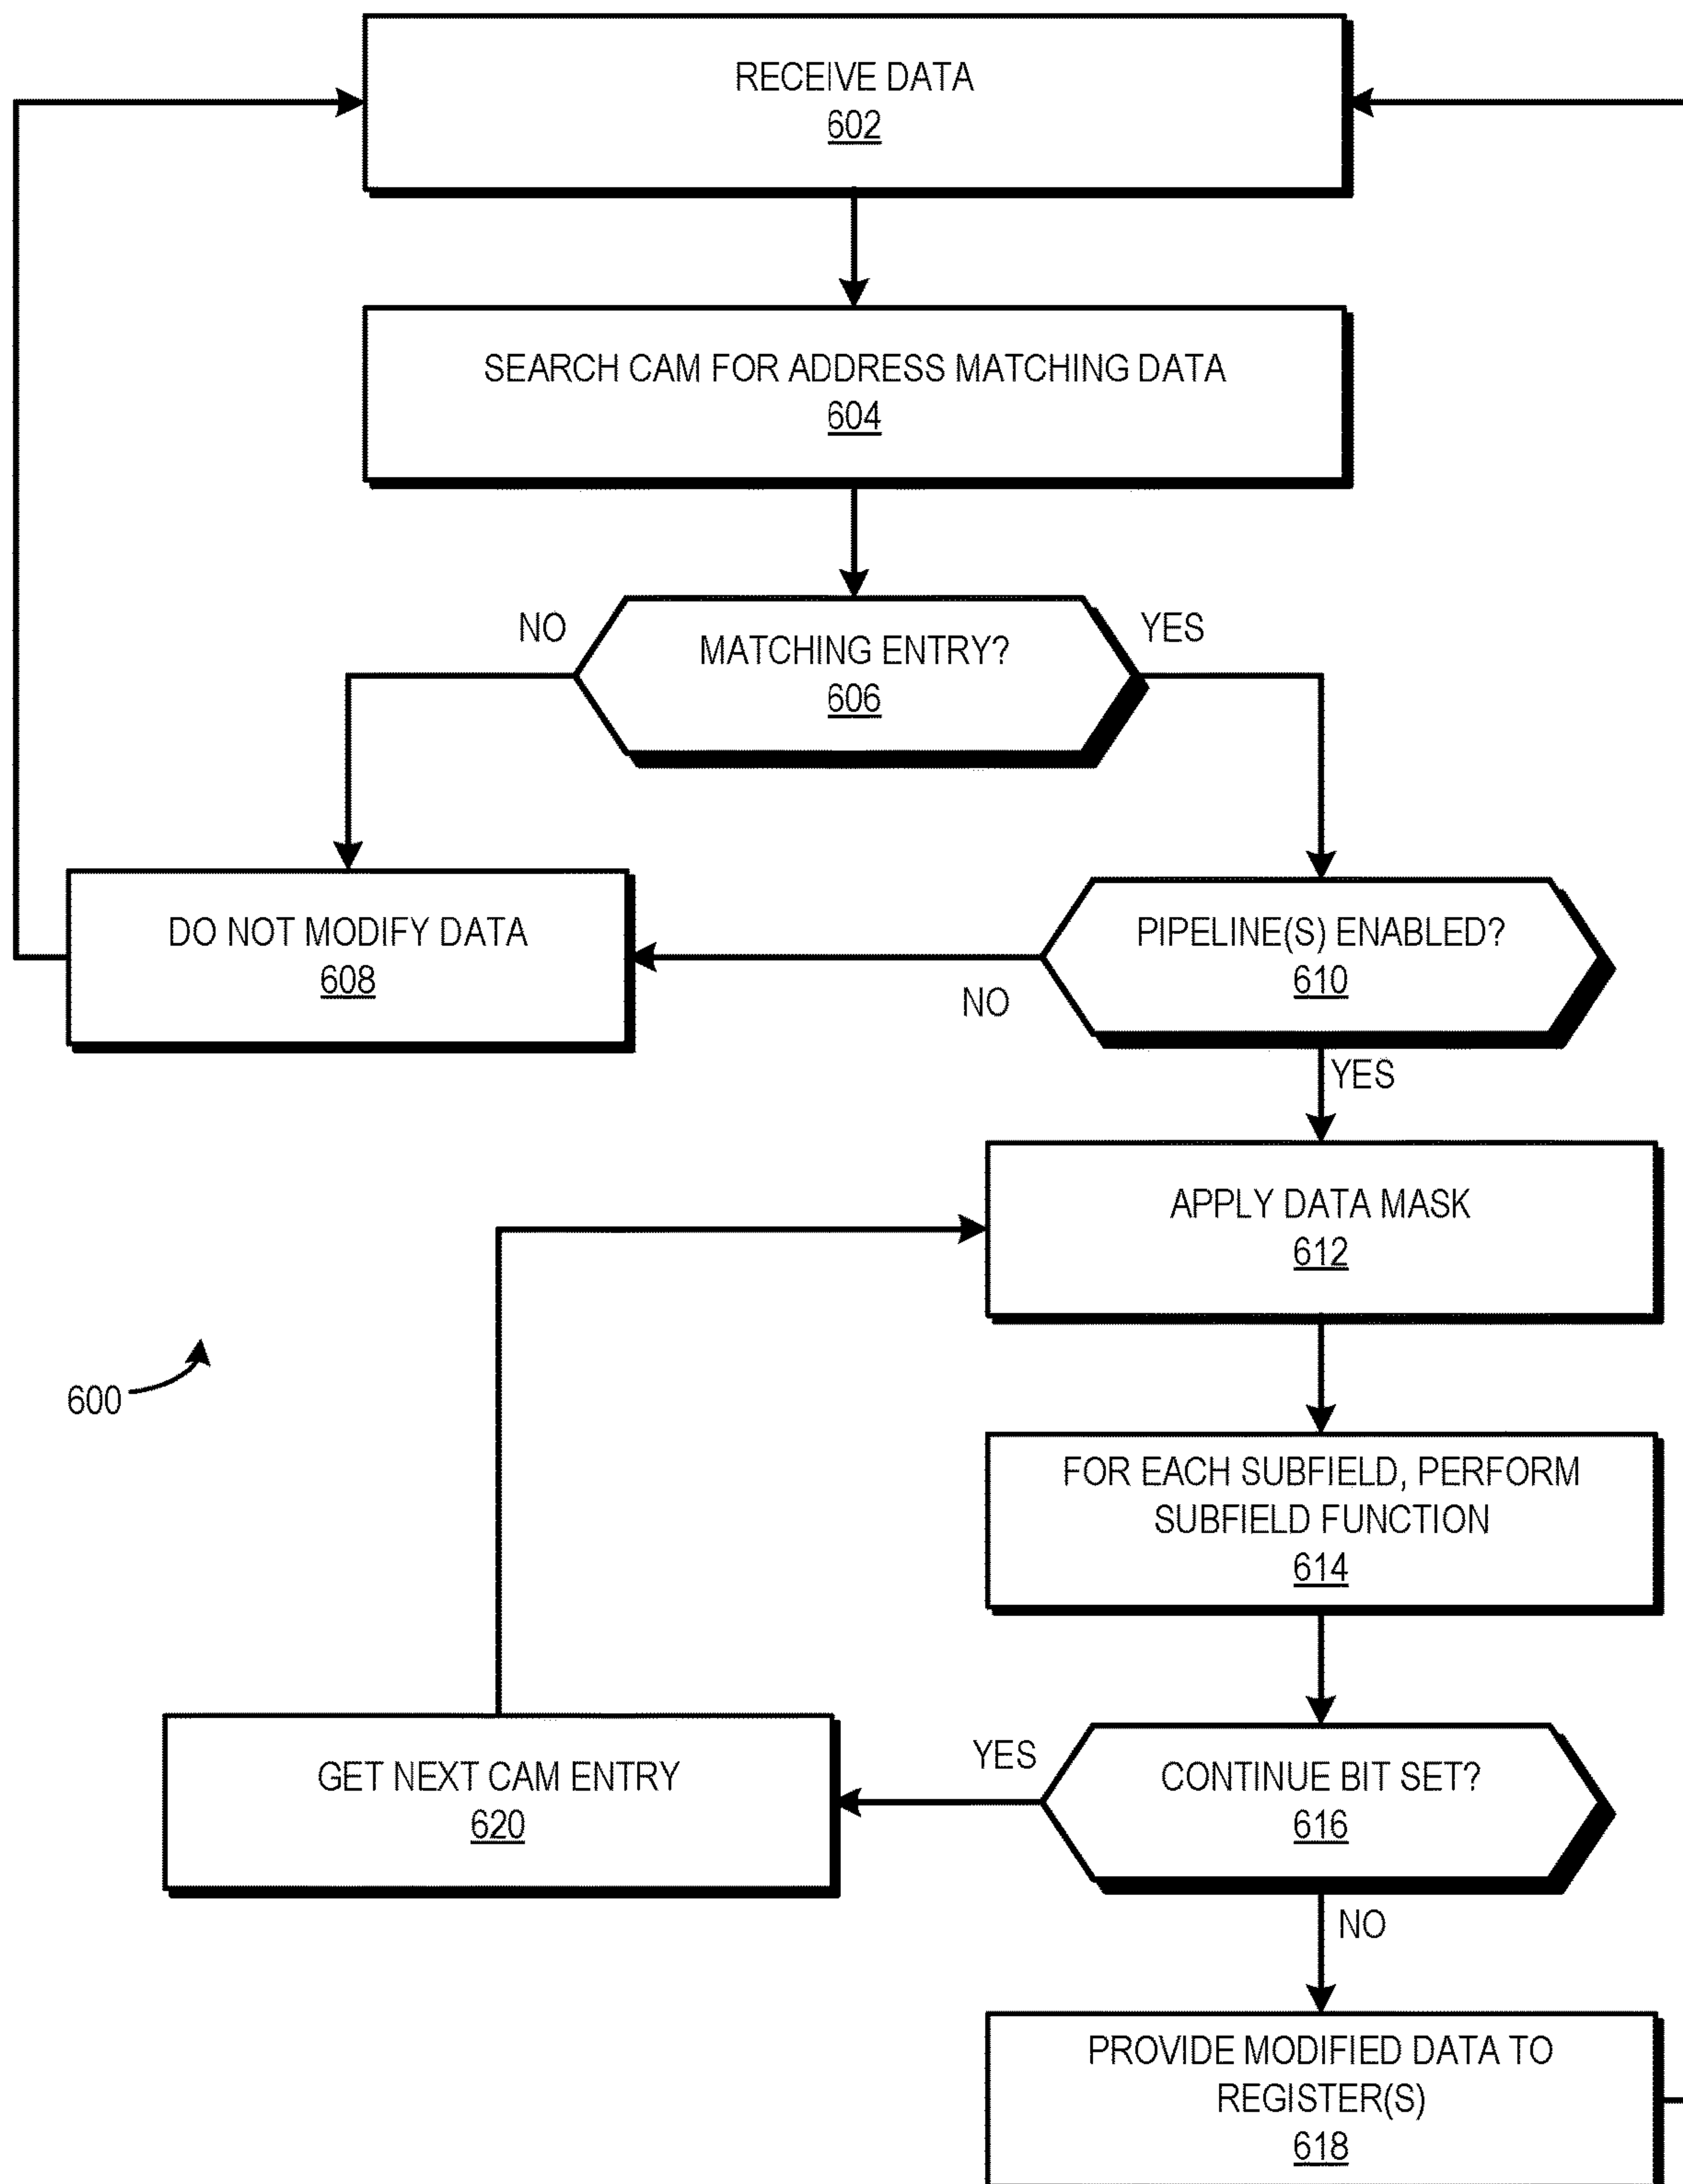 RECEIVE DATA
602
SEARCH CAM FOR ADDRESS MATCHING DATA
604
NO
YES
MATCHING ENTRY?
606
DO NOT MODIFY DATA
608
PIPELINE(S) ENABLED?
610
NO
YES
APPLY DATA MASK
612
600
FOR EACH SUBFIELD, PERFORM
SUBFIELD FUNCTION
614
GET NEXT CAM ENTRY
620
YES
CONTINUE BIT SET?
616
NO
PROVIDE MODIFIED DATA TO
REGISTER(S)
618